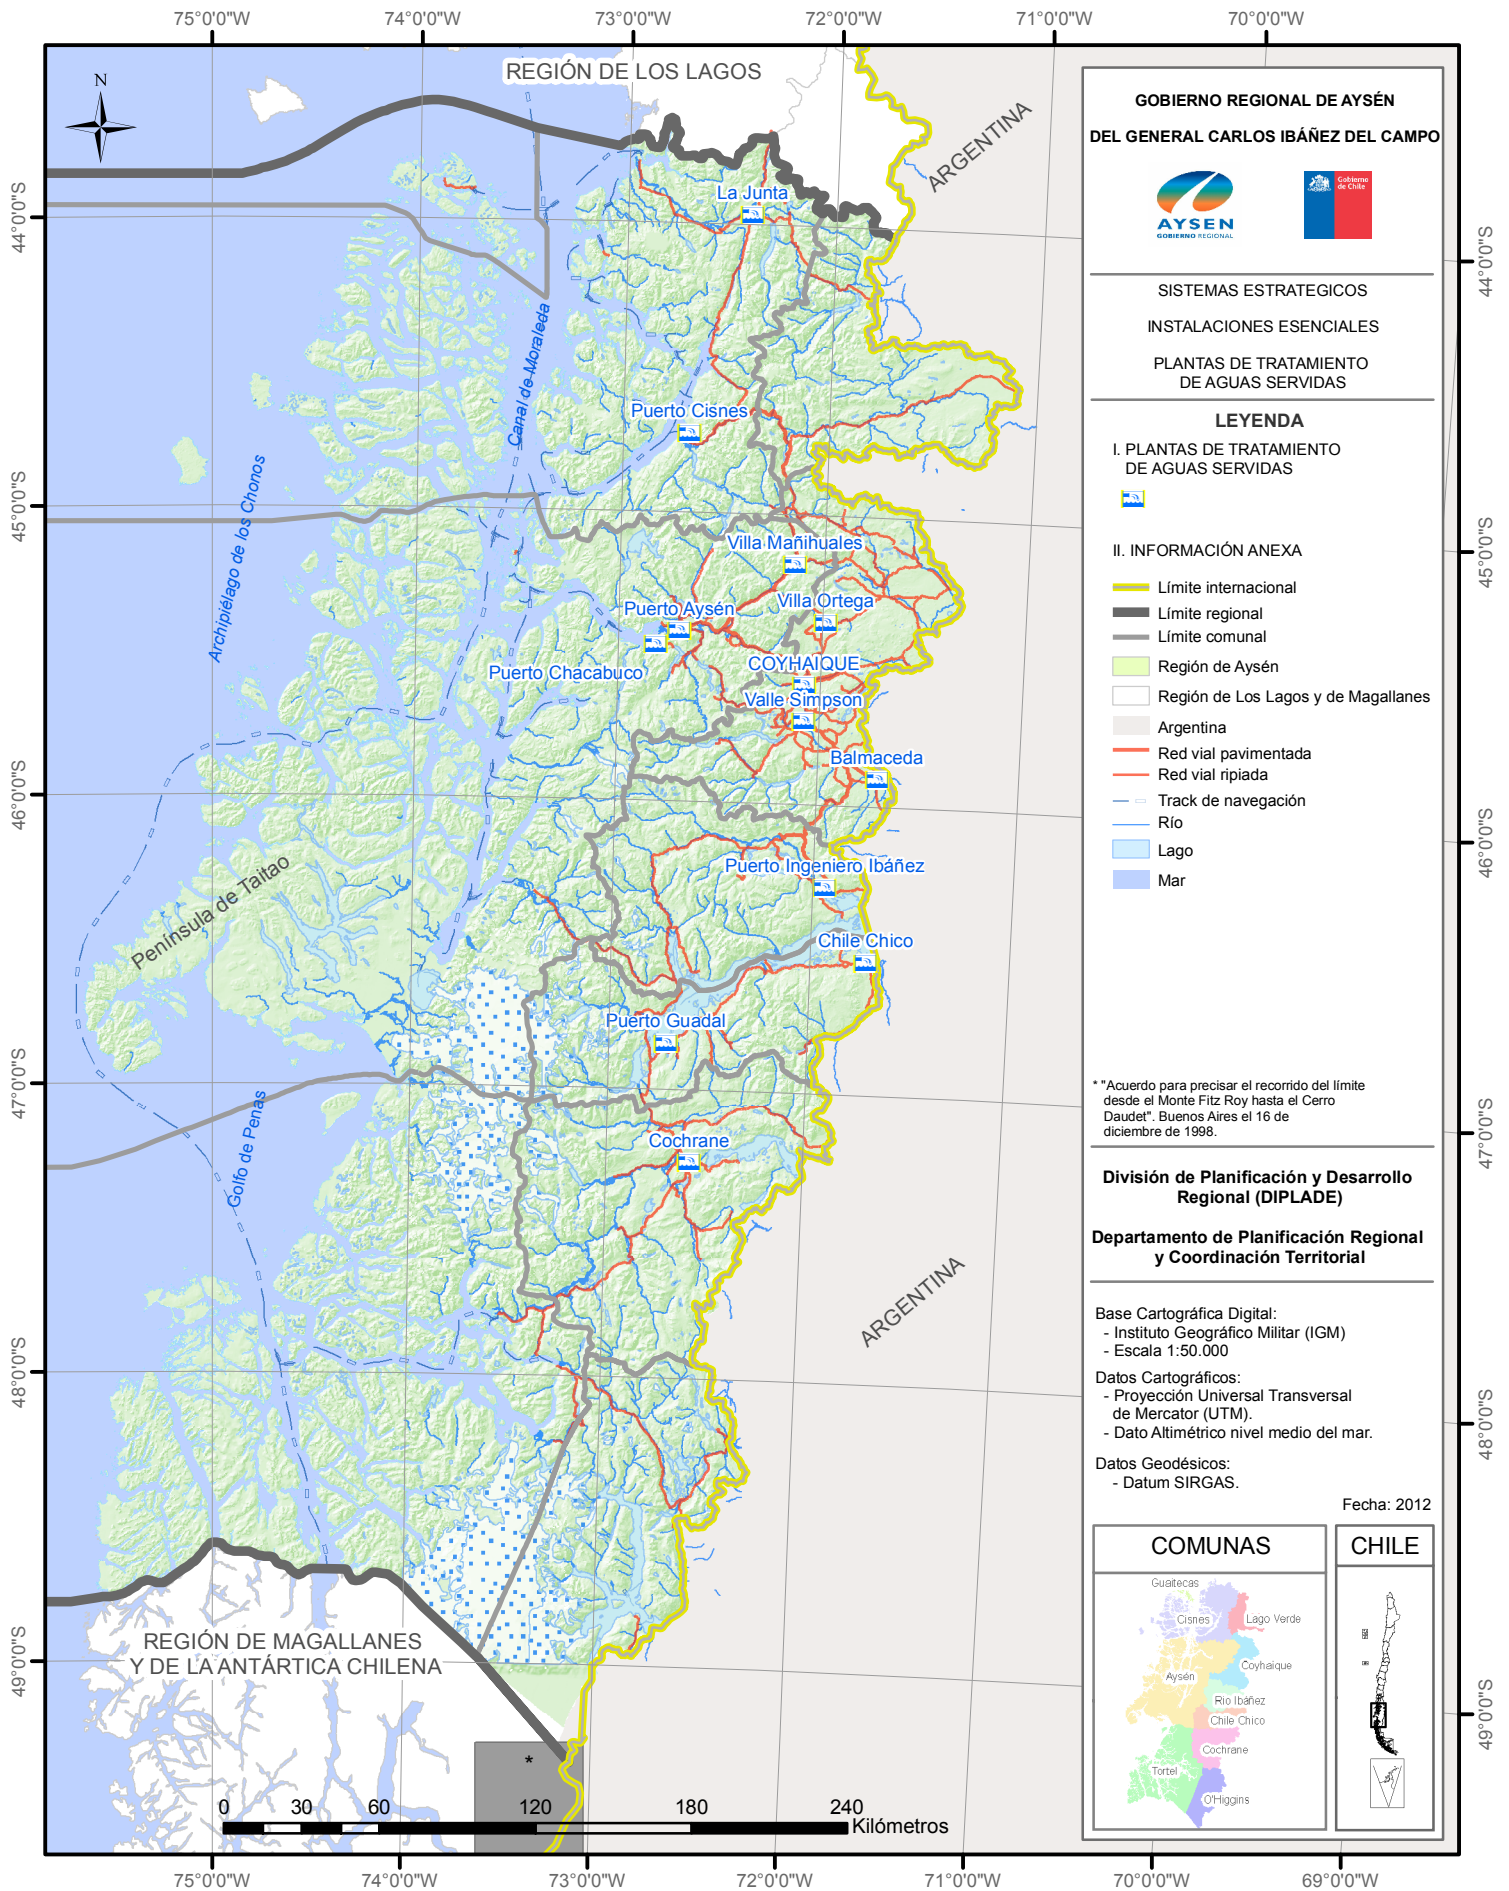 75°0'0"W
74°0'0"W
73°0'0"W
72°0'0"W
71°0'0"W
70°0'0"W
44°0'0"S
45°0'0"S
46°0'0"S
47°0'0"S
48°0'0"S
49°0'0"S
N
REGIÓN DE LOS LAGOS
ARGENTINA
La Junta
Canal de Moraleda
Puerto Cisnes
Archipiélago de los Chonos
Villa Mañihuales
Villa Ortega
Puerto Aysén
Puerto Chacabuco
COYHAIQUE
Valle Simpson
Balmaceda
Península de Taitao
Puerto Ingeniero Ibáñez
Chile Chico
Puerto Guadal
Golfo de Penas
Cochrane
ARGENTINA
REGIÓN DE MAGALLANES
Y DE LA ANTÁRTICA CHILENA
*
0 30 60 120 180 240
Kilómetros
75°0'0"W
74°0'0"W
73°0'0"W
72°0'0"W
71°0'0"W
70°0'0"W
69°0'0"W
44°0'0"S
45°0'0"S
46°0'0"S
47°0'0"S
48°0'0"S
49°0'0"S
GOBIERNO REGIONAL DE AYSÉN
DEL GENERAL CARLOS IBÁÑEZ DEL CAMPO
AYSEN
GOBIERNO REGIONAL
Gobierno
de Chile
SISTEMAS ESTRATEGICOS
INSTALACIONES ESENCIALES
PLANTAS DE TRATAMIENTO
DE AGUAS SERVIDAS
LEYENDA
I. PLANTAS DE TRATAMIENTO
DE AGUAS SERVIDAS
II. INFORMACIÓN ANEXA
Límite internacional
Límite regional
Límite comunal
Región de Aysén
Región de Los Lagos y de Magallanes
Argentina
Red vial pavimentada
Red vial ripiada
Track de navegación
Río
Lago
Mar
* "Acuerdo para precisar el recorrido del límite
desde el Monte Fitz Roy hasta el Cerro
Daudet". Buenos Aires el 16 de
diciembre de 1998.
División de Planificación y Desarrollo
Regional (DIPLADE)
Departamento de Planificación Regional
y Coordinación Territorial
Base Cartográfica Digital:
- Instituto Geográfico Militar (IGM)
- Escala 1:50.000
Datos Cartográficos:
- Proyección Universal Transversal
de Mercator (UTM).
- Dato Altimétrico nivel medio del mar.
Datos Geodésicos:
- Datum SIRGAS.
Fecha: 2012
COMUNAS
Guaitecas
Cisnes
Lago Verde
Aysén
Coyhaique
Rio Ibáñez
Chile Chico
Cochrane
Tortel
O'Higgins
CHILE